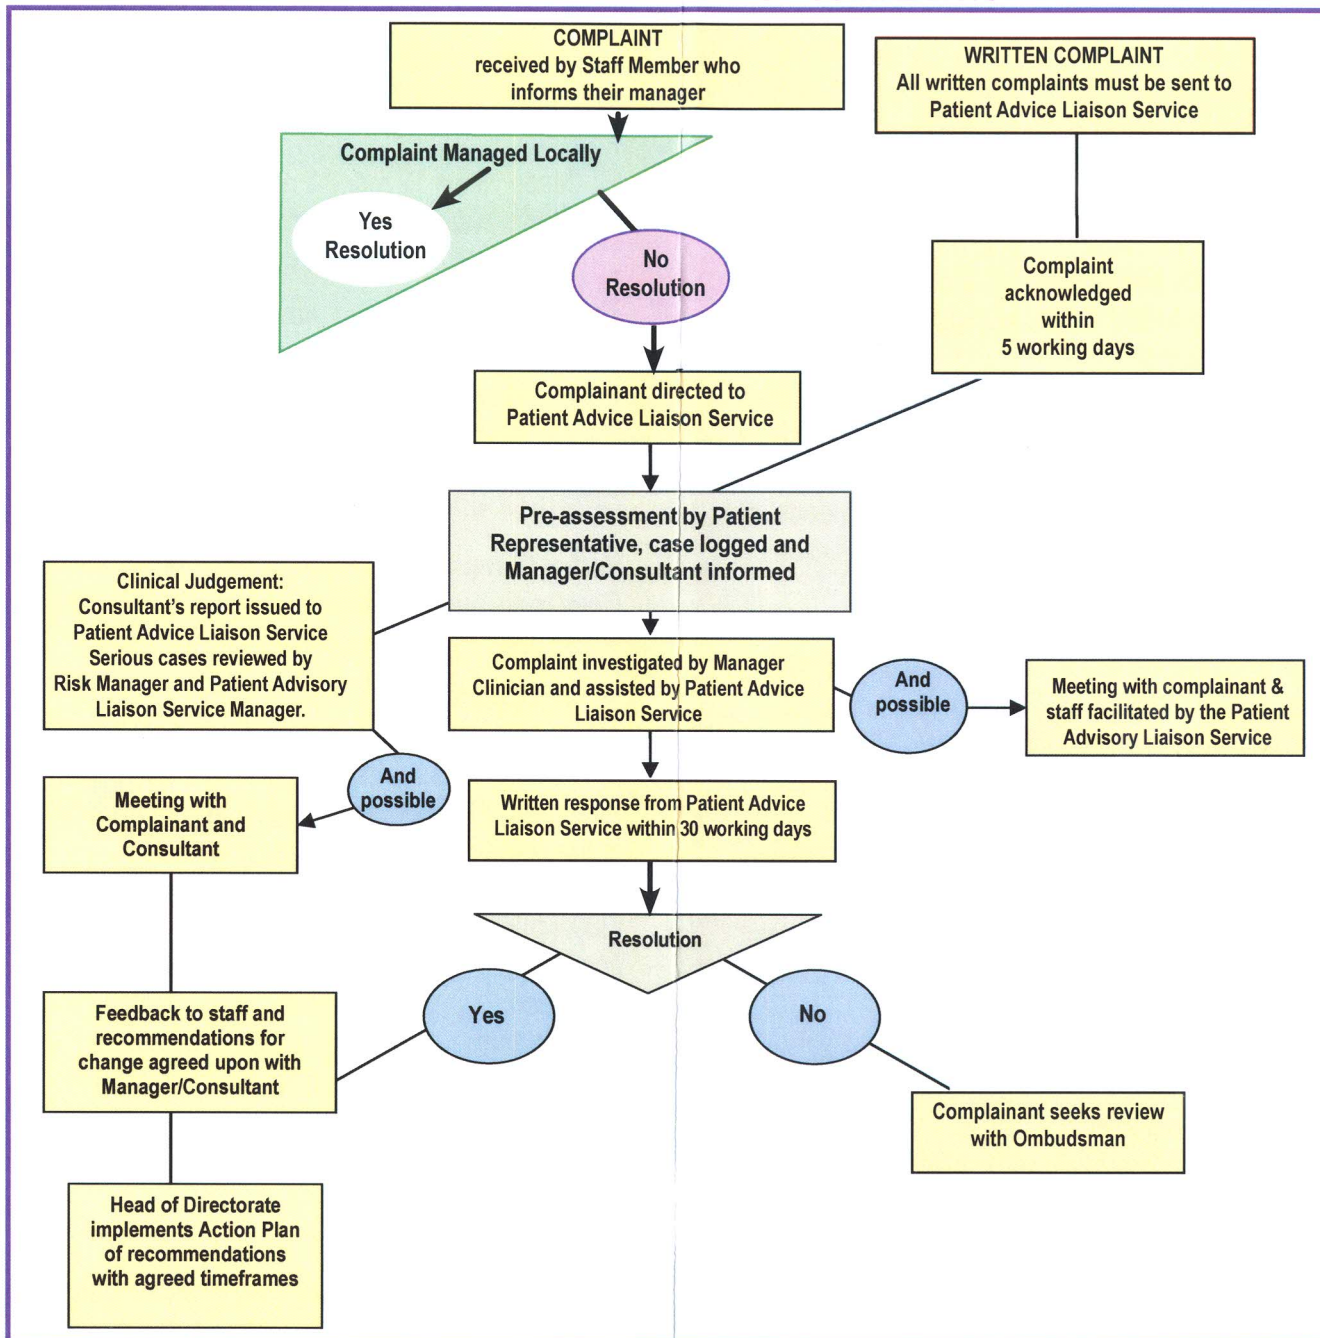 COMPLAINT
received by Staff Member who
informs their manager
WRITTEN COMPLAINT
All written complaints must be sent to
Patient Advice Liaison Service
Complaint Managed Locally
Yes
Resolution
No
Resolution
Complaint
acknowledged
within
5 working days
Complainant directed to
Patient Advice Liaison Service
Pre-assessment by Patient
Representative, case logged and
Manager/Consultant informed
Clinical Judgement:
Consultant's report issued to
Patient Advice Liaison Service
Serious cases reviewed by
Risk Manager and Patient Advisory
Liaison Service Manager.
Complaint investigated by Manager
Clinician and assisted by Patient Advice
Liaison Service
And
possible
Meeting with complainant &
staff facilitated by the Patient
Advisory Liaison Service
And
possible
Meeting with
Complainant and
Consultant
Written response from Patient Advice
Liaison Service within 30 working days
Resolution
Yes
No
Feedback to staff and
recommendations for
change agreed upon with
Manager/Consultant
Complainant seeks review
with Ombudsman
Head of Directorate
implements Action Plan
of recommendations
with agreed timeframes